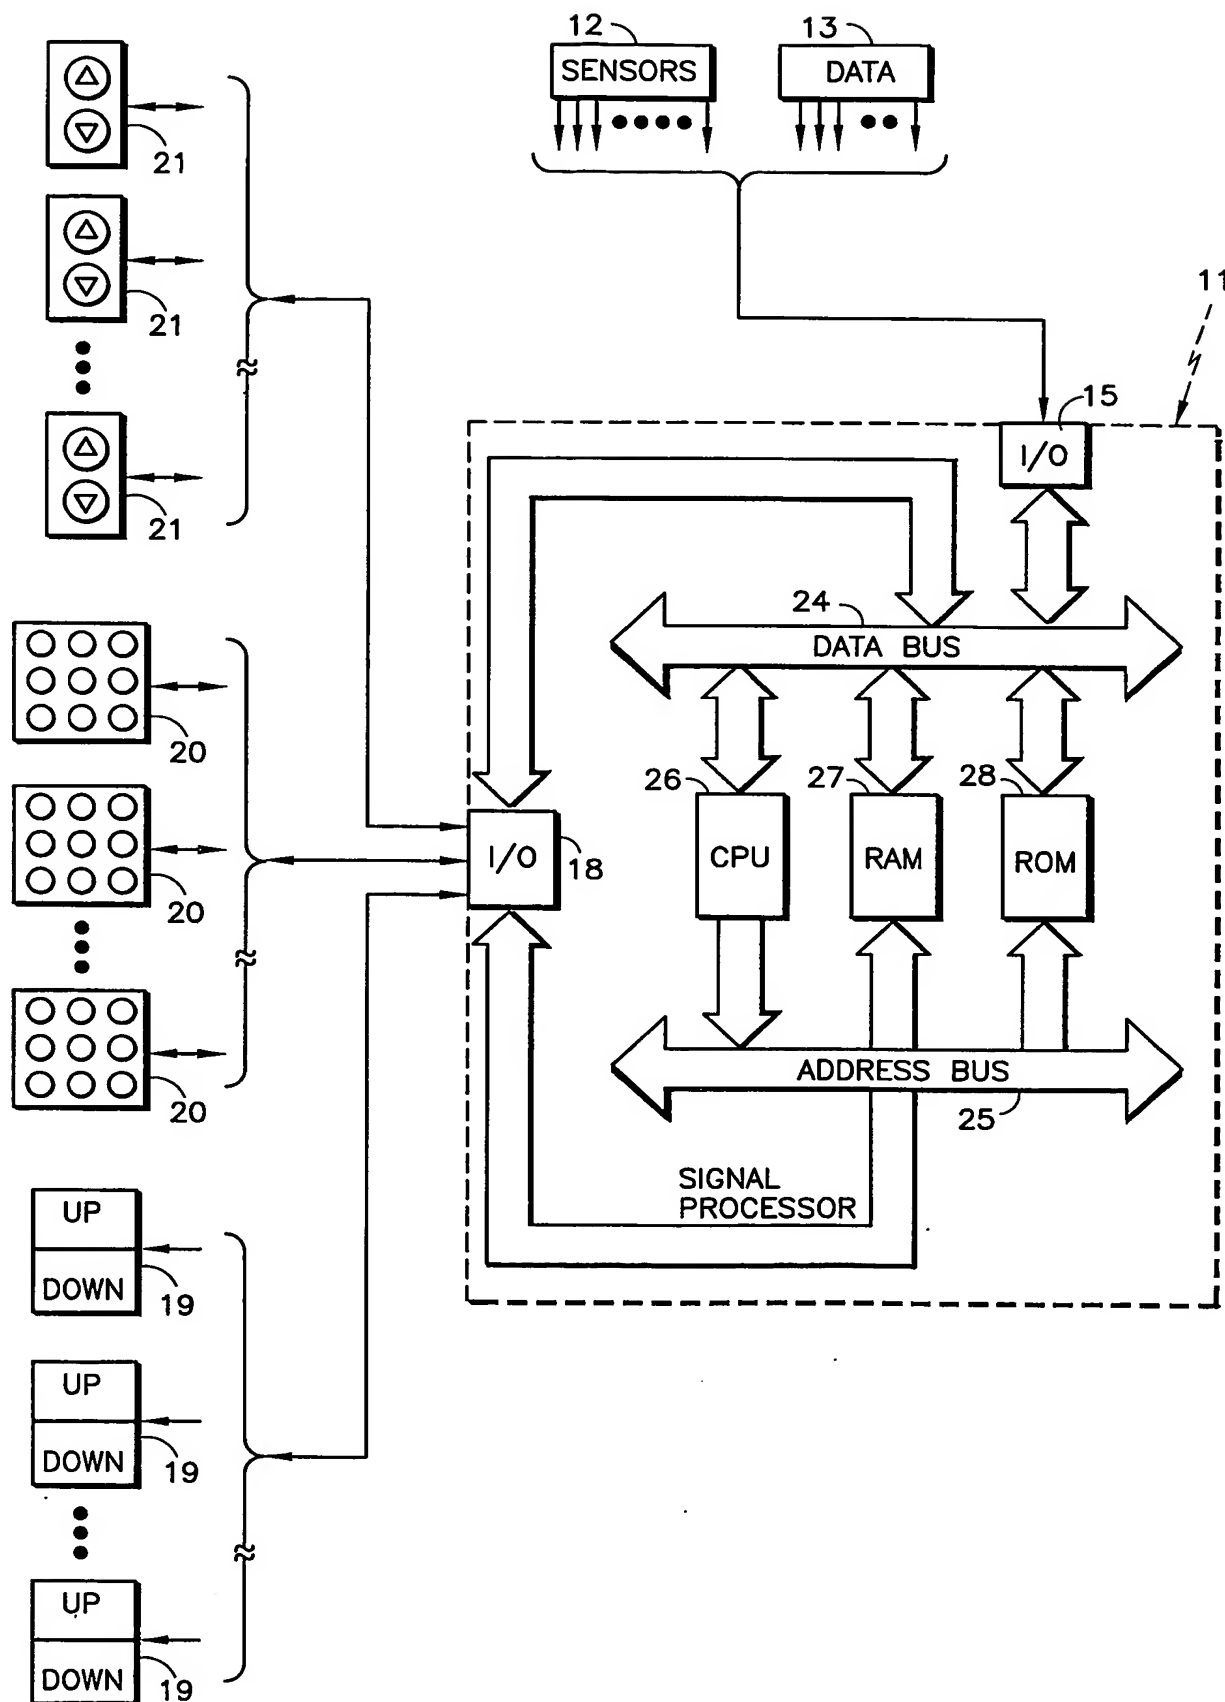 12
13
SENSORS
DATA
21
21
21
11
15
I/O
24
DATA BUS
20
20
20
26
27
28
I/O
18
CPU
RAM
ROM
ADDRESS BUS
25
SIGNAL
PROCESSOR
UP
DOWN
19
UP
DOWN
19
UP
DOWN
19